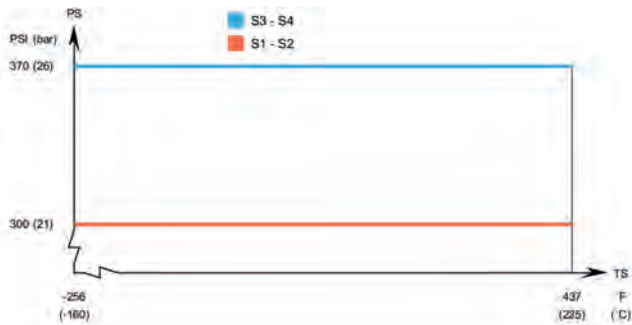 PS
PSI (bar)
S3 - S4
S1 - S2
370 (26)
300 (21)
TS
-256 437 °F
(-160) (225) (°C)